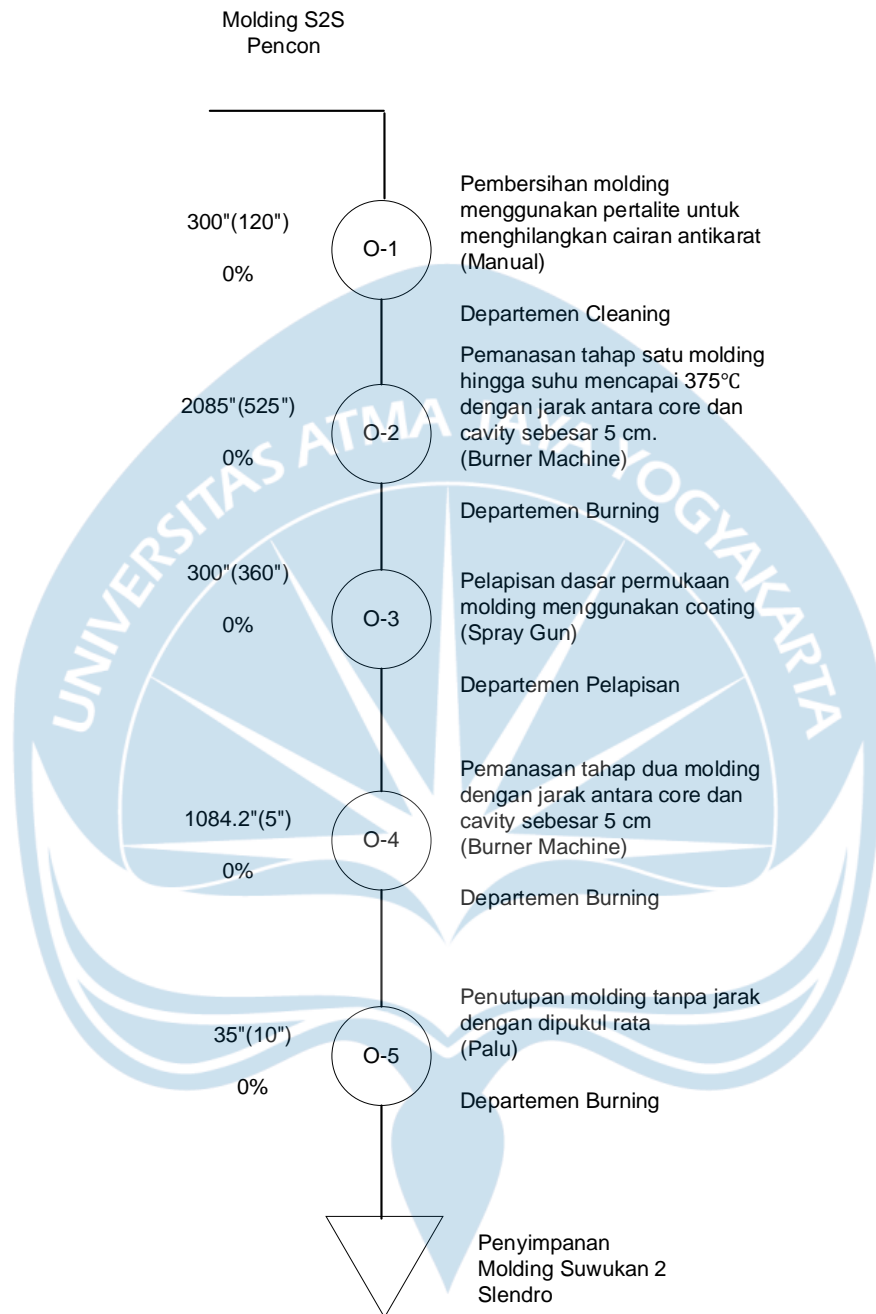 Molding S2S
Pencon
300"(120")
0%
O-1
Pembersihan molding
menggunakan pertalite untuk
menghilangkan cairan antikarat
(Manual)
Departemen Cleaning
2085"(525")
0%
O-2
Pemanasan tahap satu molding
hingga suhu mencapai 375℃
dengan jarak antara core dan
cavity sebesar 5 cm.
(Burner Machine)
Departemen Burning
300"(360")
0%
O-3
Pelapisan dasar permukaan
molding menggunakan coating
(Spray Gun)
Departemen Pelapisan
1084.2"(5")
0%
O-4
Pemanasan tahap dua molding
dengan jarak antara core dan
cavity sebesar 5 cm
(Burner Machine)
Departemen Burning
35"(10")
0%
O-5
Penutupan molding tanpa jarak
dengan dipukul rata
(Palu)
Departemen Burning
Penyimpanan
Molding Suwukan 2
Slendro
UNIVERSITAS ATMA JAYA YOGYAKARTA